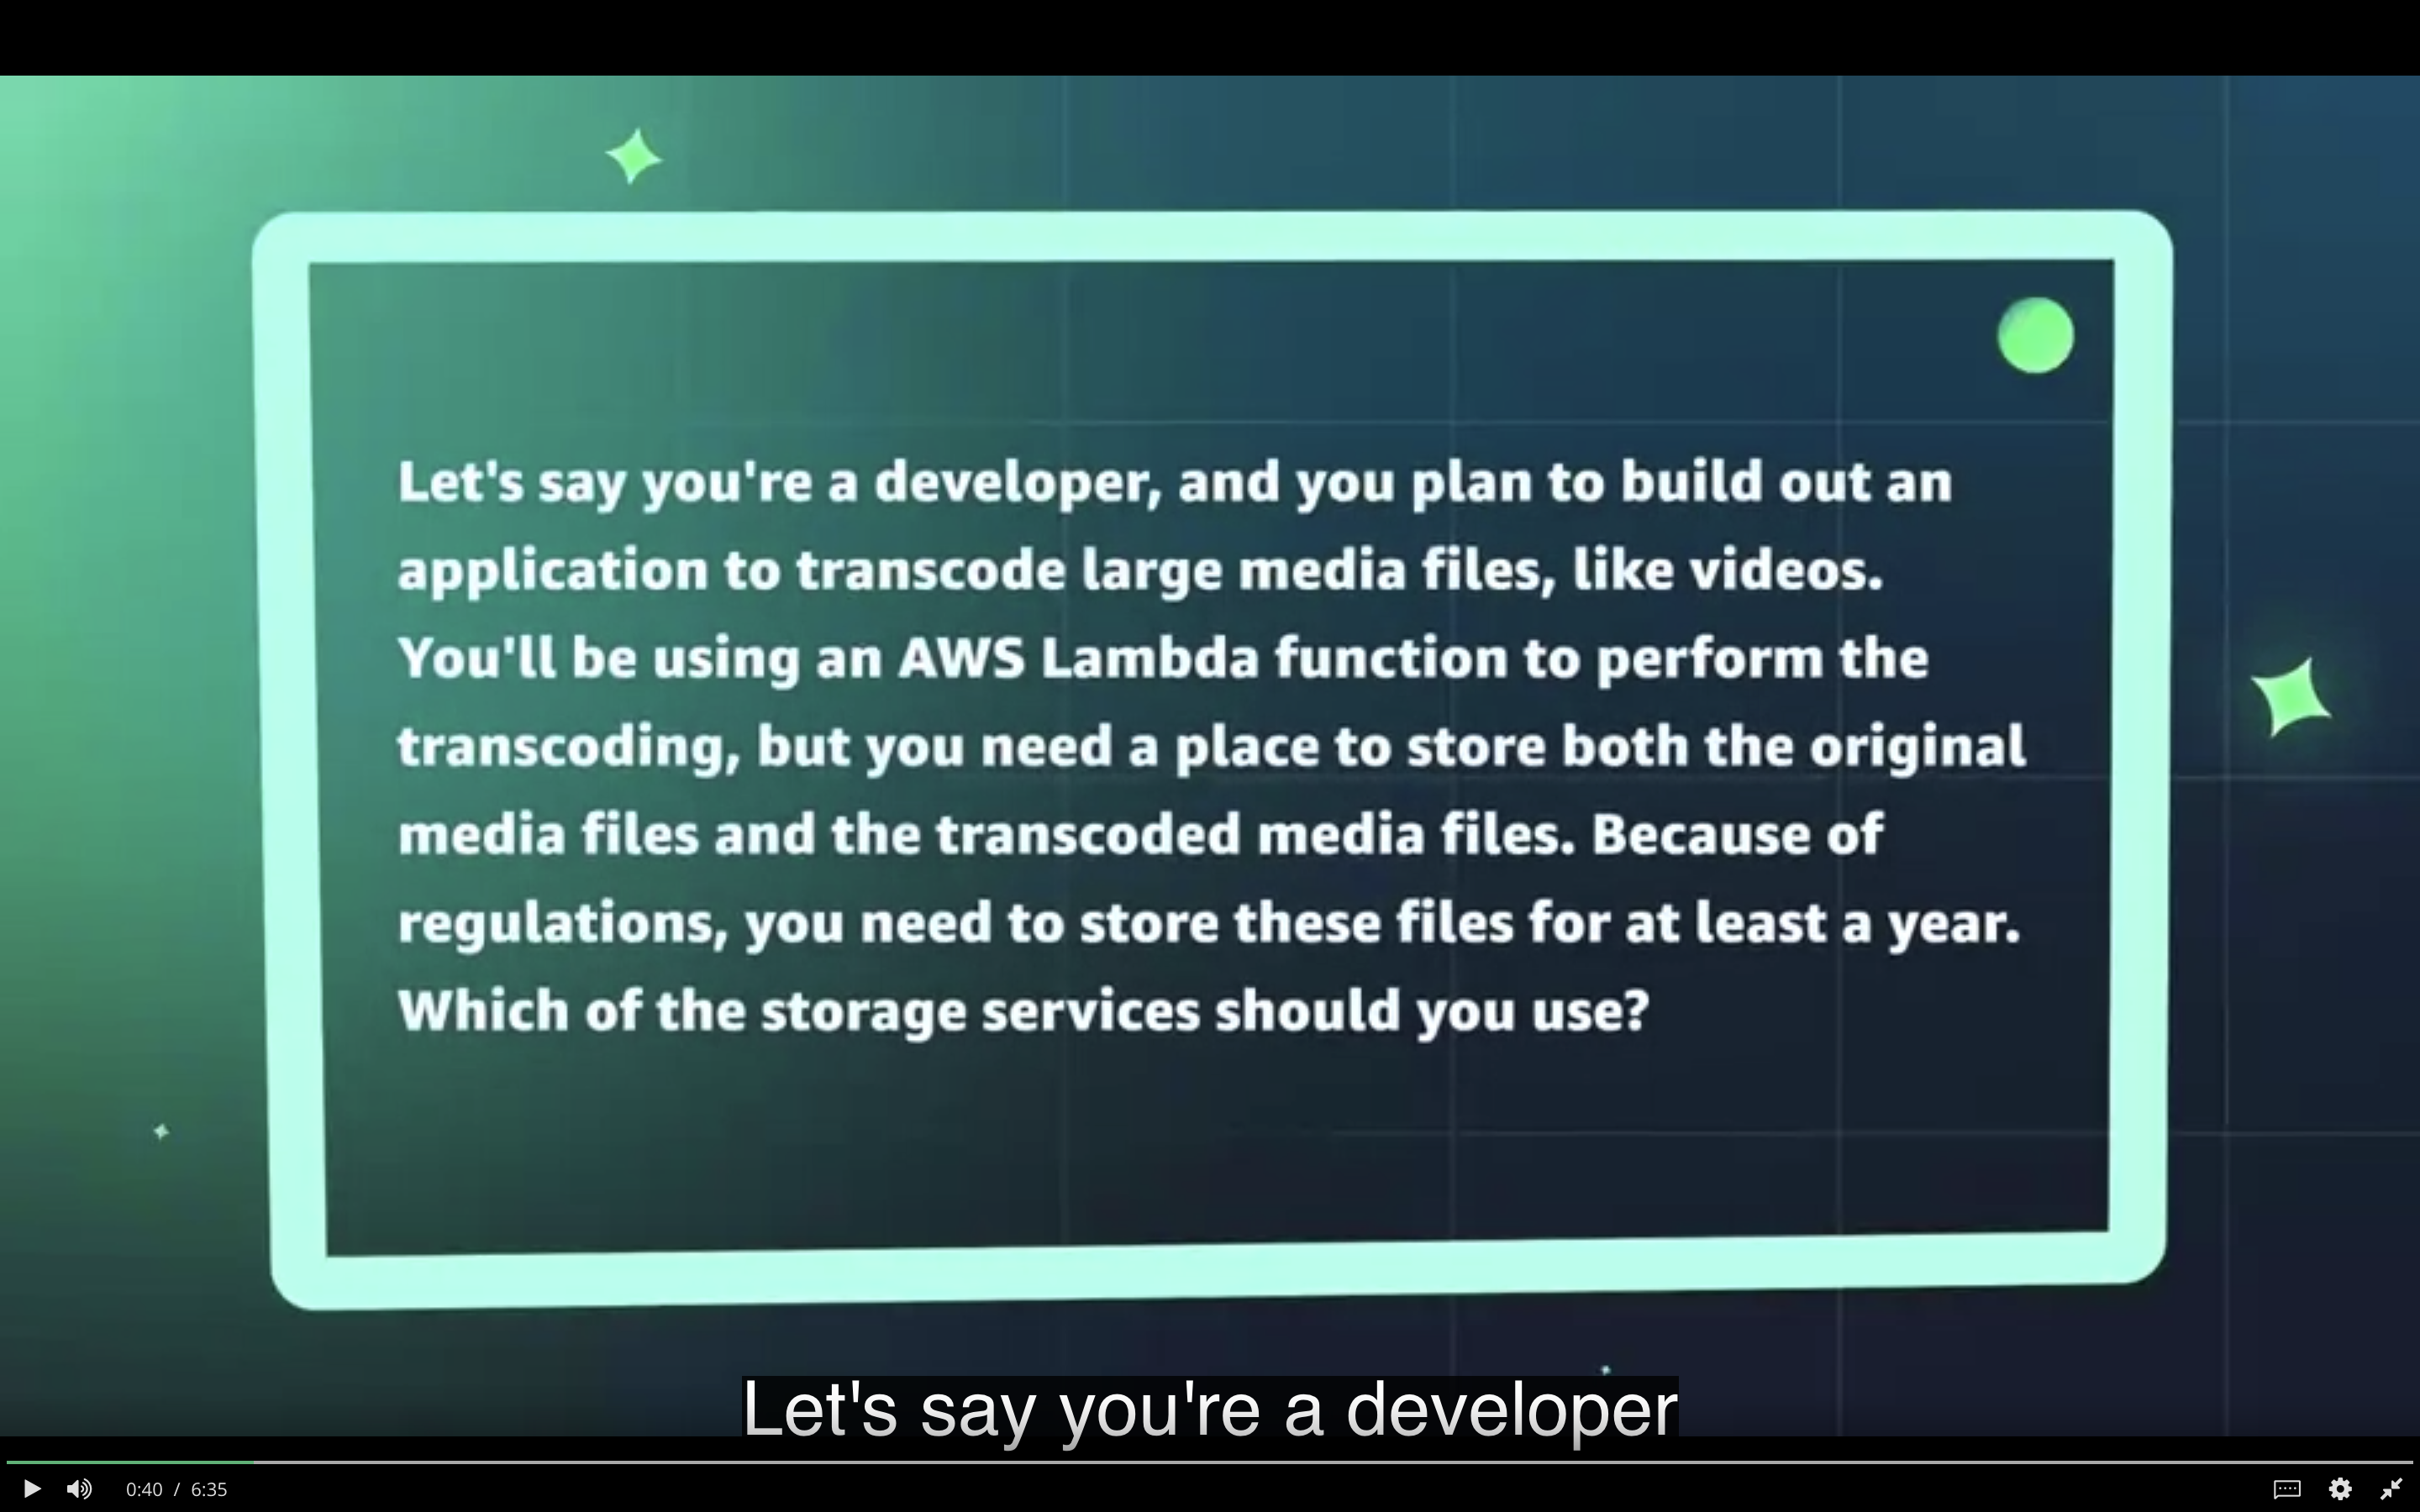 Let's say you're a developer, and you plan to build out an
application to transcode large media files, like videos.
You'll be using an AWS Lambda function to perform the
transcoding, but you need a place to store both the original
media files and the transcoded media files. Because of
regulations, you need to store these files for at least a year.
Which of the storage services should you use?
Let's say you're a developer
0:40 / 6:35